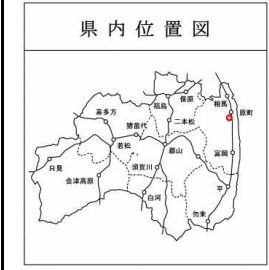 県内位置図
福島
保原
相馬
原町
喜多方
猪苗代
二本松
若松
郡山
富岡
只見
須賀川
会津高原
平
白河
勿来